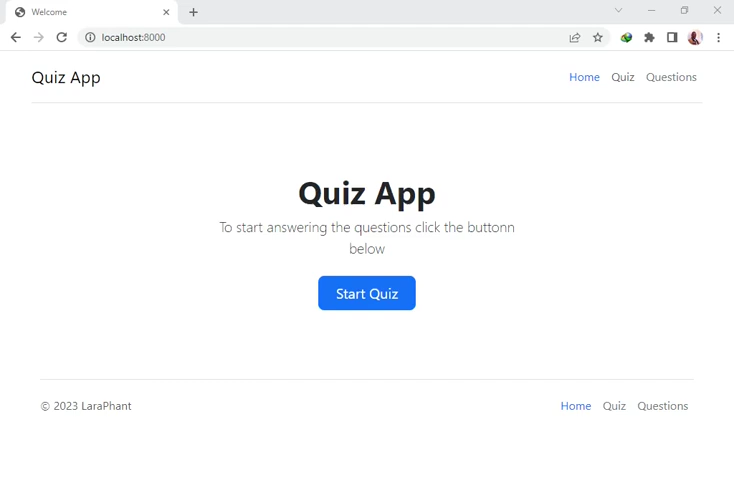 Welcome
localhost:8000
Quiz App
Home Quiz Questions
Quiz App
To start answering the questions click the buttonn
below
Start Quiz
© 2023 LaraPhant
Home Quiz Questions